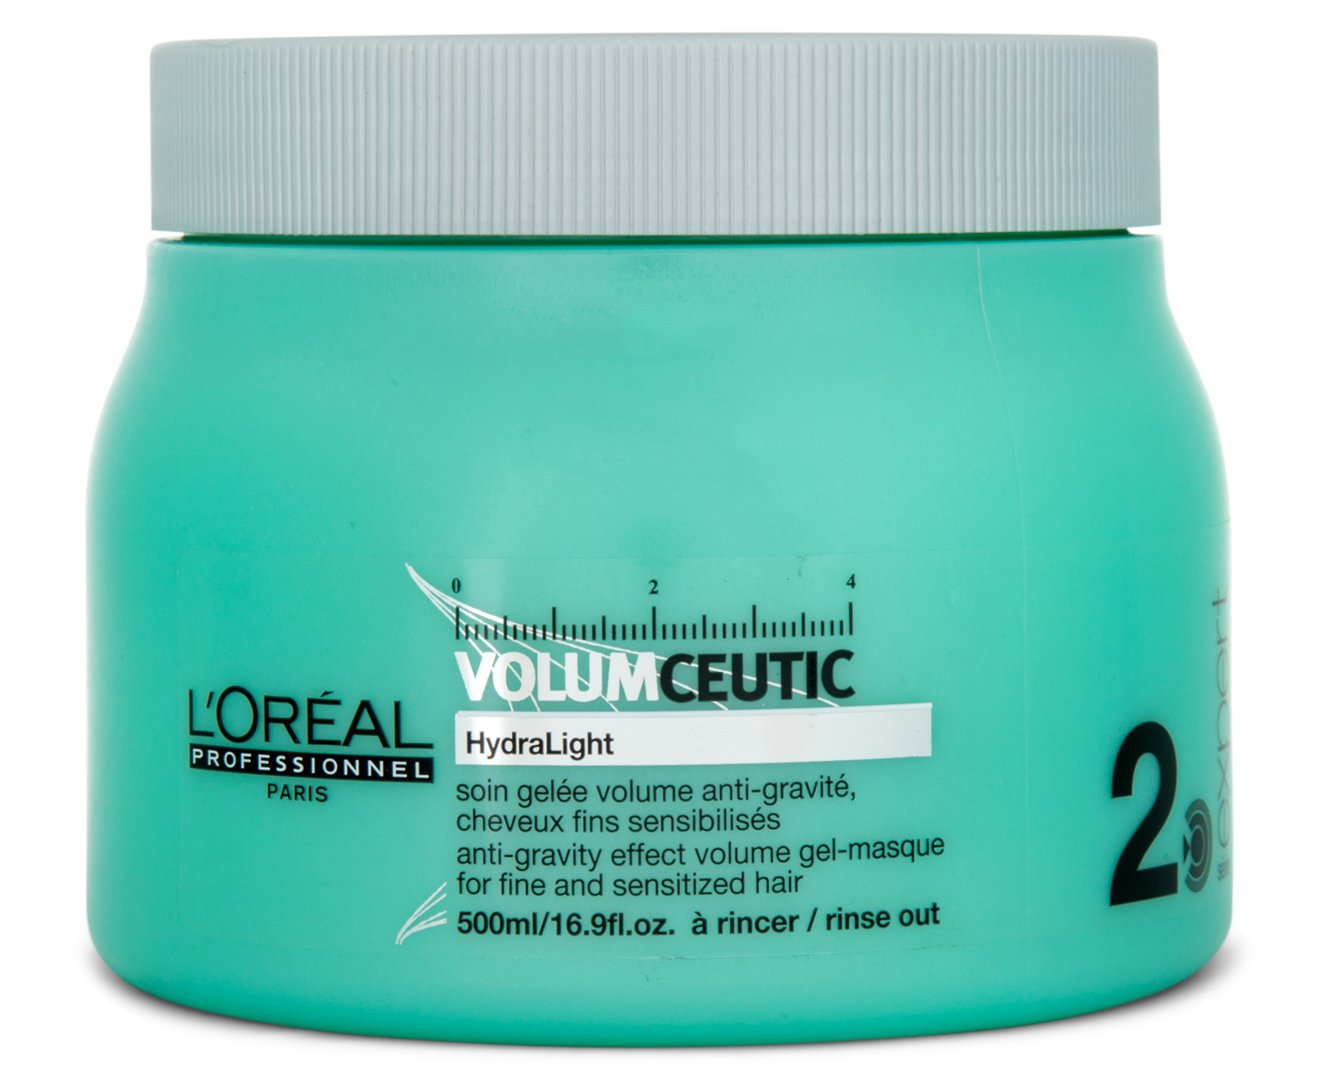 0 2 4
VOLUMCEUTIC
L'ORÉAL
PROFESSIONNEL
PARIS
HydraLight
soin gelée volume anti-gravité,
cheveux fins sensibilisés
anti-gravity effect volume gel-masque
for fine and sensitized hair
500ml/16.9fl.oz. à rincer / rinse out
2
expert